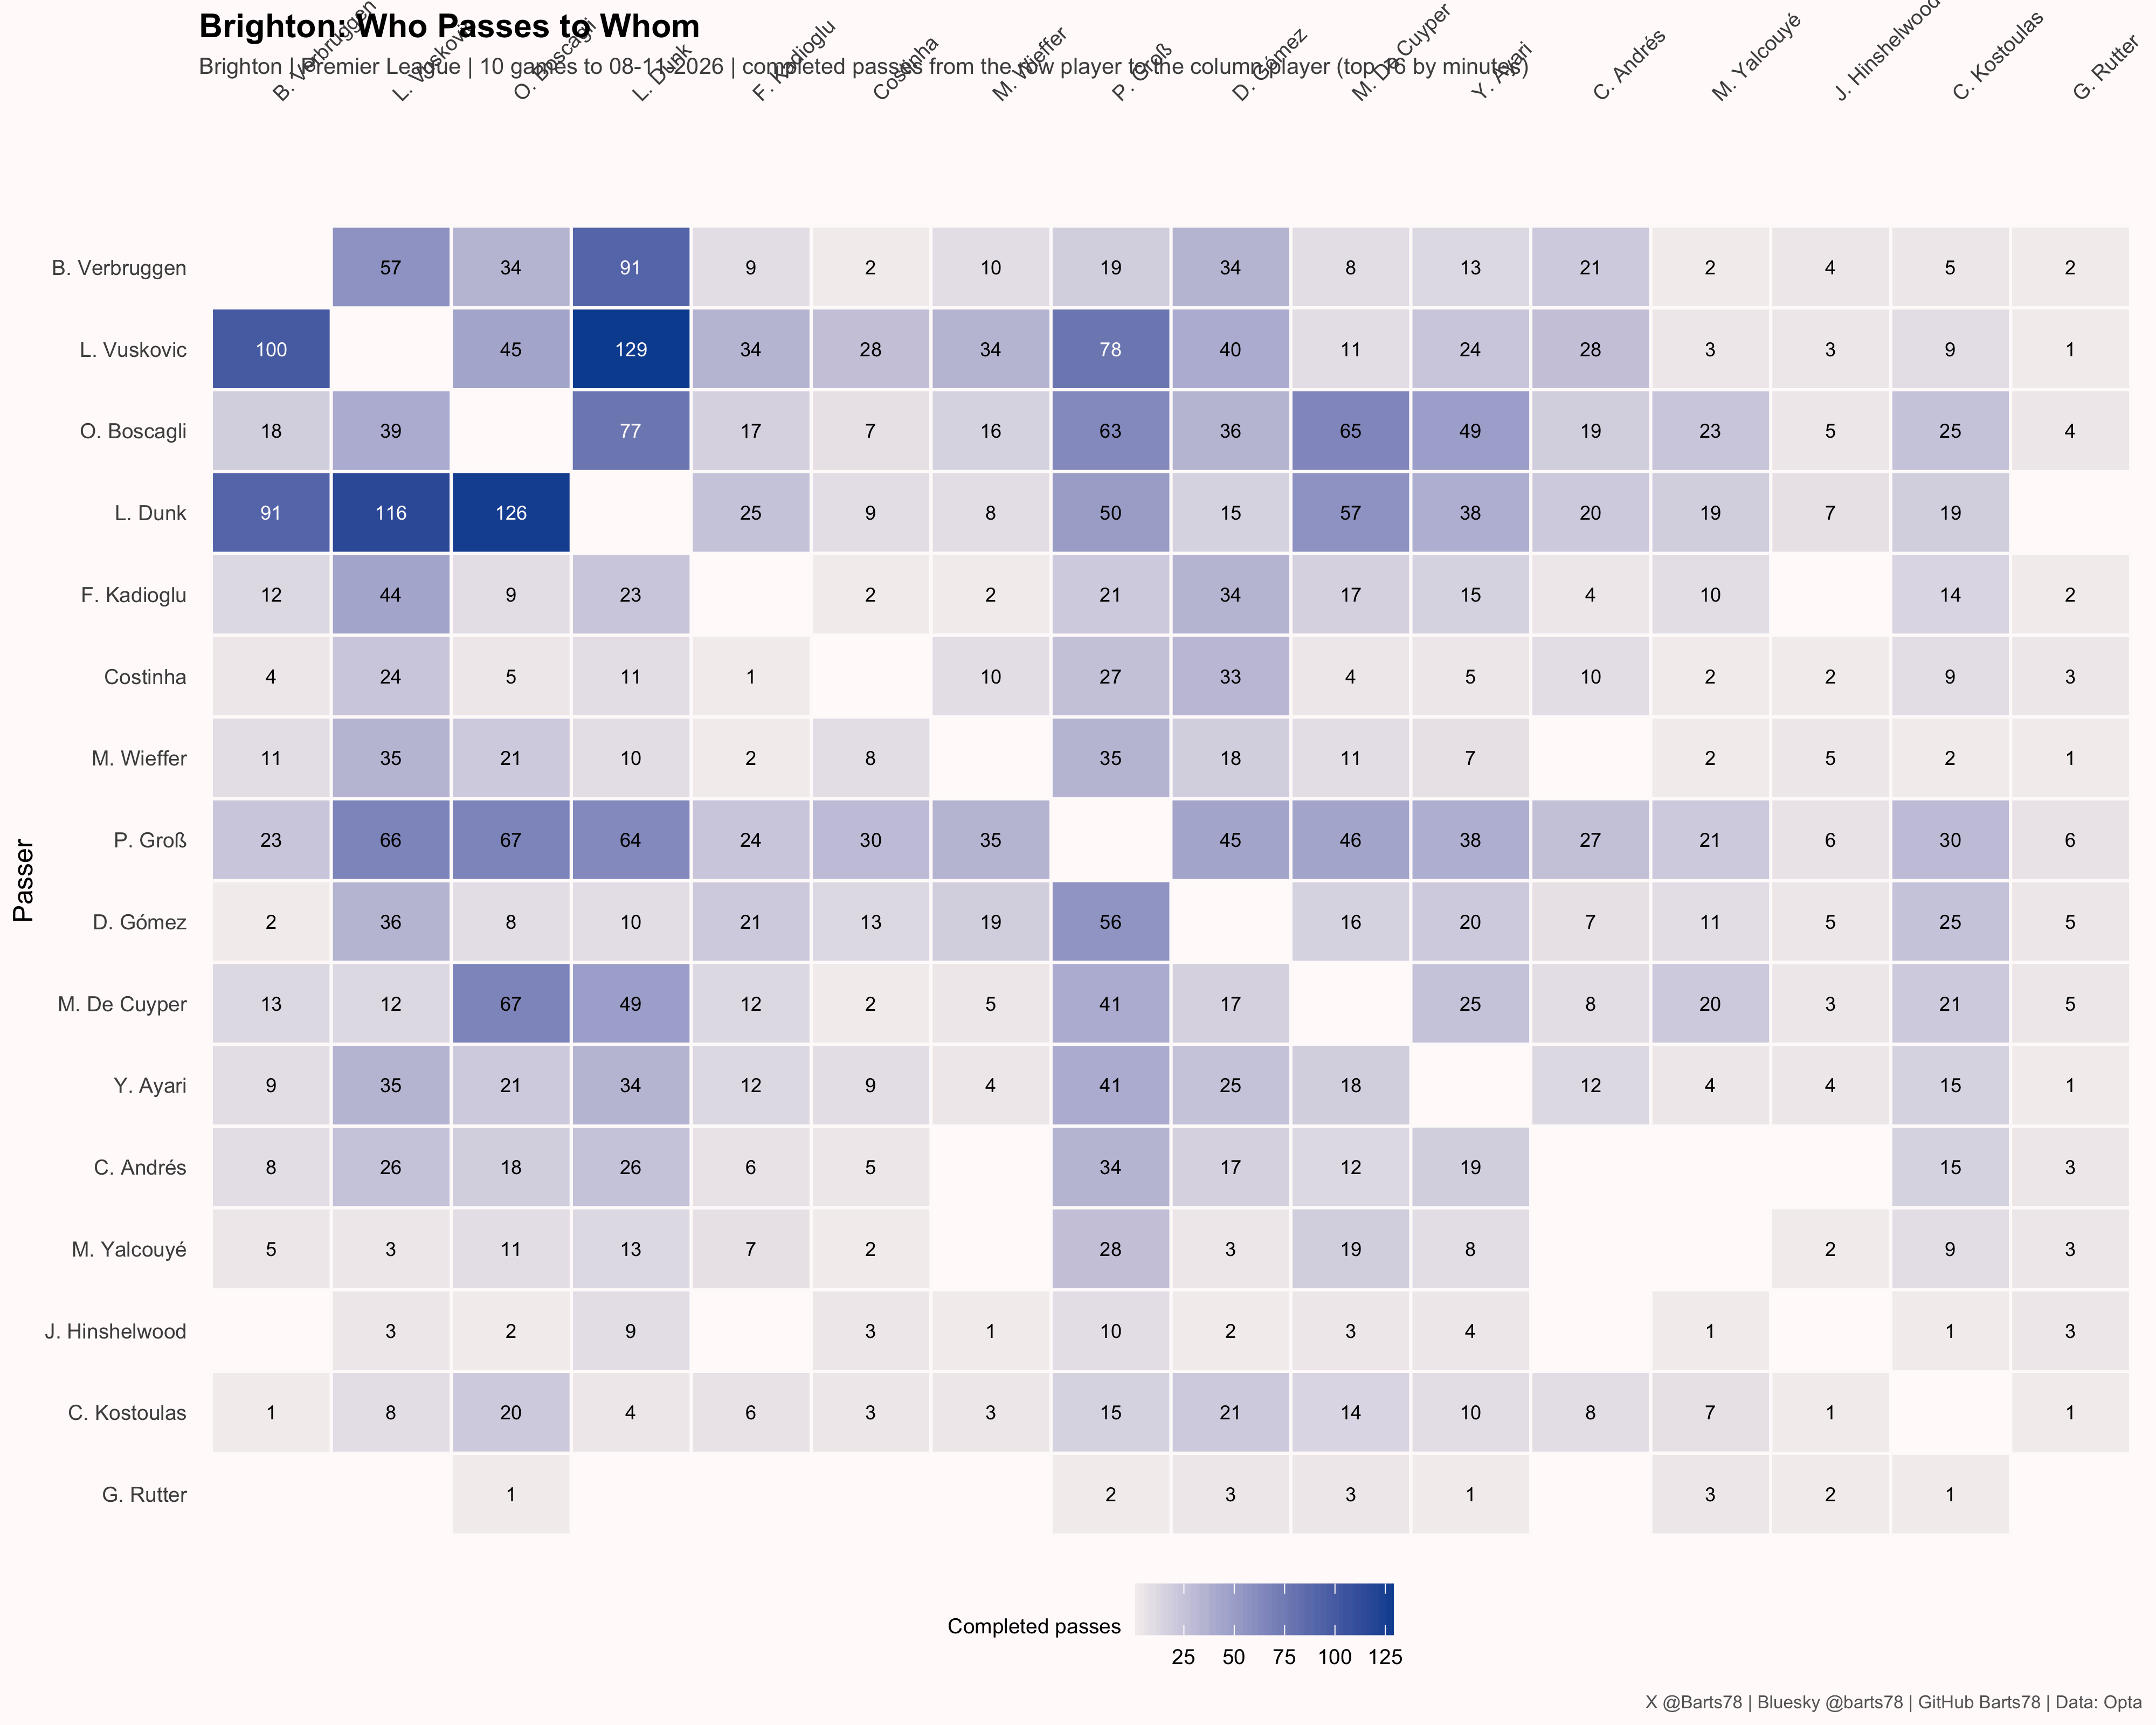 Brighton: Who Passes to Whom
Brighton | Premier League | 10 games to 08-11-2026 | completed passes from the row player to the column player (top 16 by minutes)
B. Verbruggen L. Vuskovic O. Boscagli L. Dunk F. Kadioglu Costinha M. Wieffer P. Groß D. Gómez M. De Cuyper Y. Ayari C. Andrés M. Yalcouyé J. Hinshelwood C. Kostoulas G. Rutter
B. Verbruggen 57 34 91 9 2 10 19 34 8 13 21 2 4 5 2
L. Vuskovic 100 45 129 34 28 34 78 40 11 24 28 3 3 9 1
O. Boscagli 18 39 77 17 7 16 63 36 65 49 19 23 5 25 4
L. Dunk 91 116 126 25 9 8 50 15 57 38 20 19 7 19
F. Kadioglu 12 44 9 23 2 2 21 34 17 15 4 10 14 2
Costinha 4 24 5 11 1 10 27 33 4 5 10 2 2 9 3
M. Wieffer 11 35 21 10 2 8 35 18 11 7 2 5 2 1
P. Groß 23 66 67 64 24 30 35 45 46 38 27 21 6 30 6
D. Gómez 2 36 8 10 21 13 19 56 16 20 7 11 5 25 5
M. De Cuyper 13 12 67 49 12 2 5 41 17 25 8 20 3 21 5
Y. Ayari 9 35 21 34 12 9 4 41 25 18 12 4 4 15 1
C. Andrés 8 26 18 26 6 5 34 17 12 19 15 3
M. Yalcouyé 5 3 11 13 7 2 28 3 19 8 2 9 3
J. Hinshelwood 3 2 9 3 1 10 2 3 4 1 1 3
C. Kostoulas 1 8 20 4 6 3 3 15 21 14 10 8 7 1 1
G. Rutter 1 2 3 3 1 3 2 1
Passer
Completed passes
25 50 75 100 125
X @Barts78 | Bluesky @barts78 | GitHub Barts78 | Data: Opta